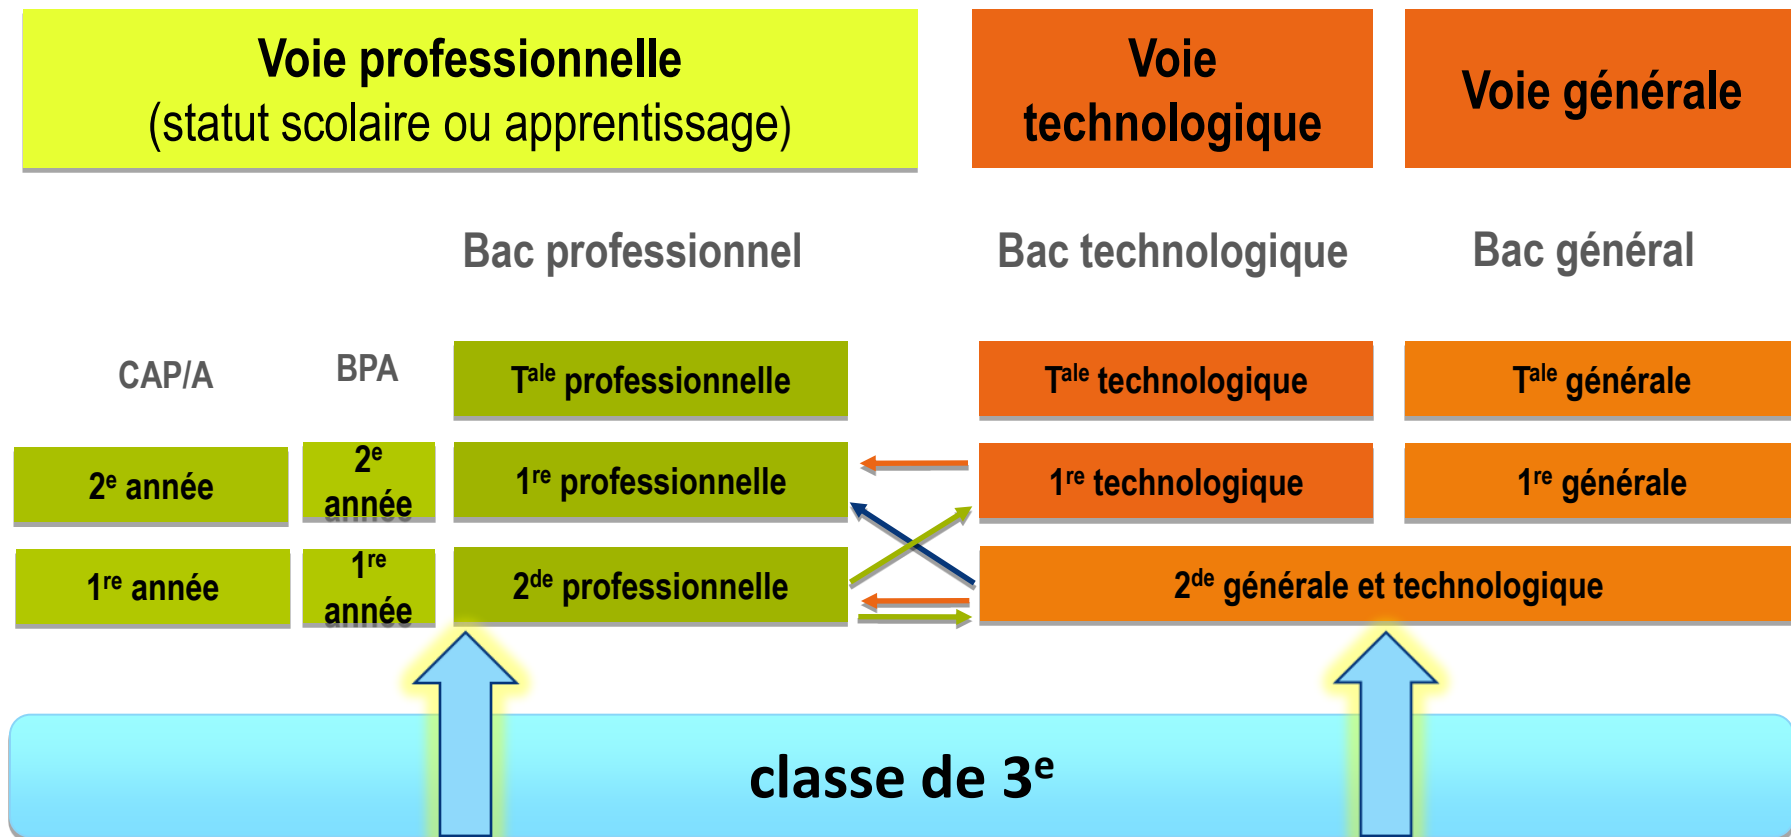 Voie professionnelle
(statut scolaire ou apprentissage)
Voie
technologique
Voie générale
Bac professionnel
Bac technologique
Bac général
CAP/A
BPA
Tale professionnelle
Tale technologique
Tale générale
2e année
2e
année
1re professionnelle
1re technologique
1re générale
1re année
1re
année
2de professionnelle
2de générale et technologique
classe de 3e